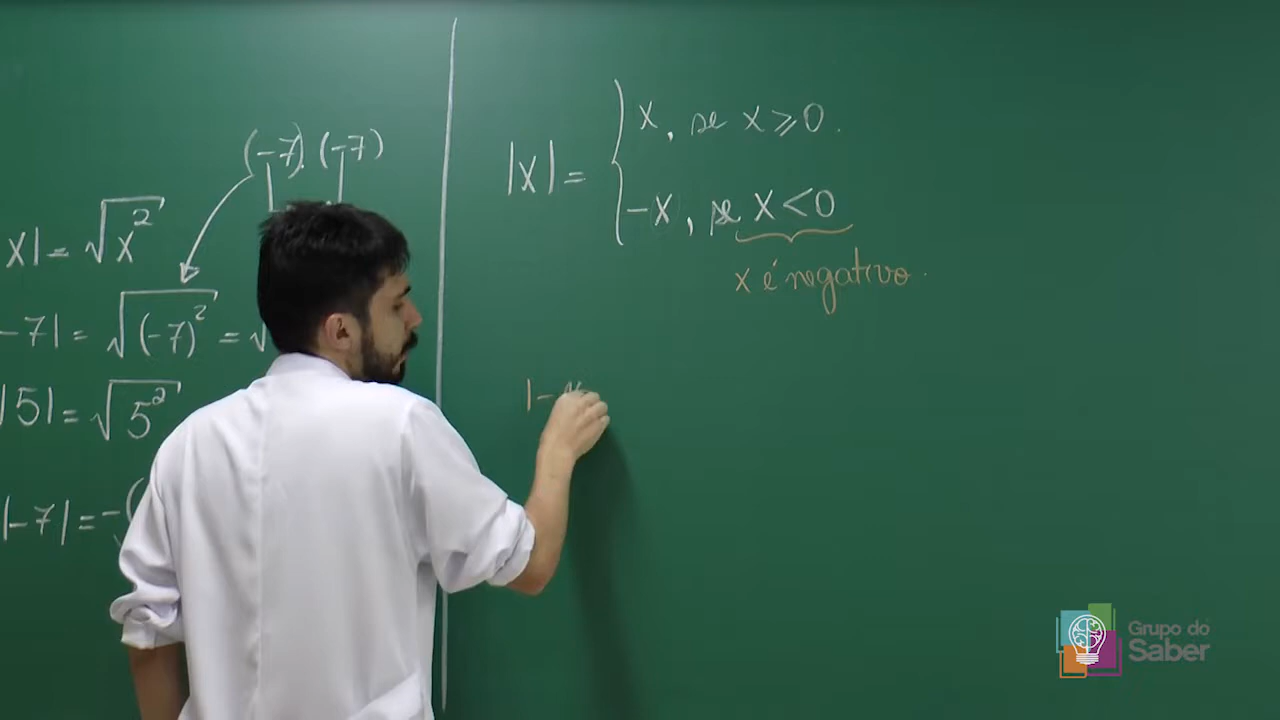 (-7).(-7)
x|= √x²
-7|= √(-7)² = √
|5|= √5²
|-7|=-(
|x|= { x, se x⩾0.
-x, se x<0
x é negativo.
|-
Grupo do
Saber